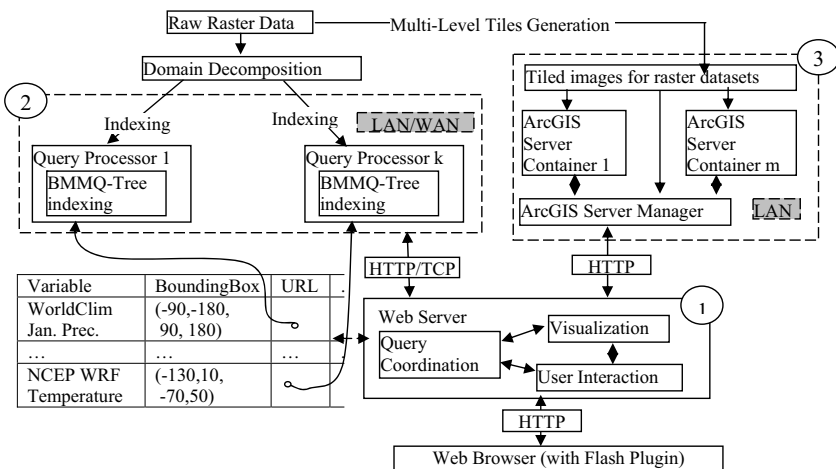 Raw Raster Data
Multi-Level Tiles Generation
Domain Decomposition
3
Tiled images for raster datasets
2
Indexing
Indexing
LAN/WAN
ArcGIS
Server
Container 1
ArcGIS
Server
Container m
Query Processor 1
BMMQ-Tree
indexing
Query Processor k
BMMQ-Tree
indexing
ArcGIS Server Manager
LAN
HTTP/TCP
HTTP
Variable BoundingBox URL .
WorldClim (-90,-180,
Jan. Prec. 90, 180)
… … … .
NCEP WRF (-130,10,
Temperature -70,50)
1
Web Server
Visualization
Query
Coordination
User Interaction
HTTP
Web Browser (with Flash Plugin)